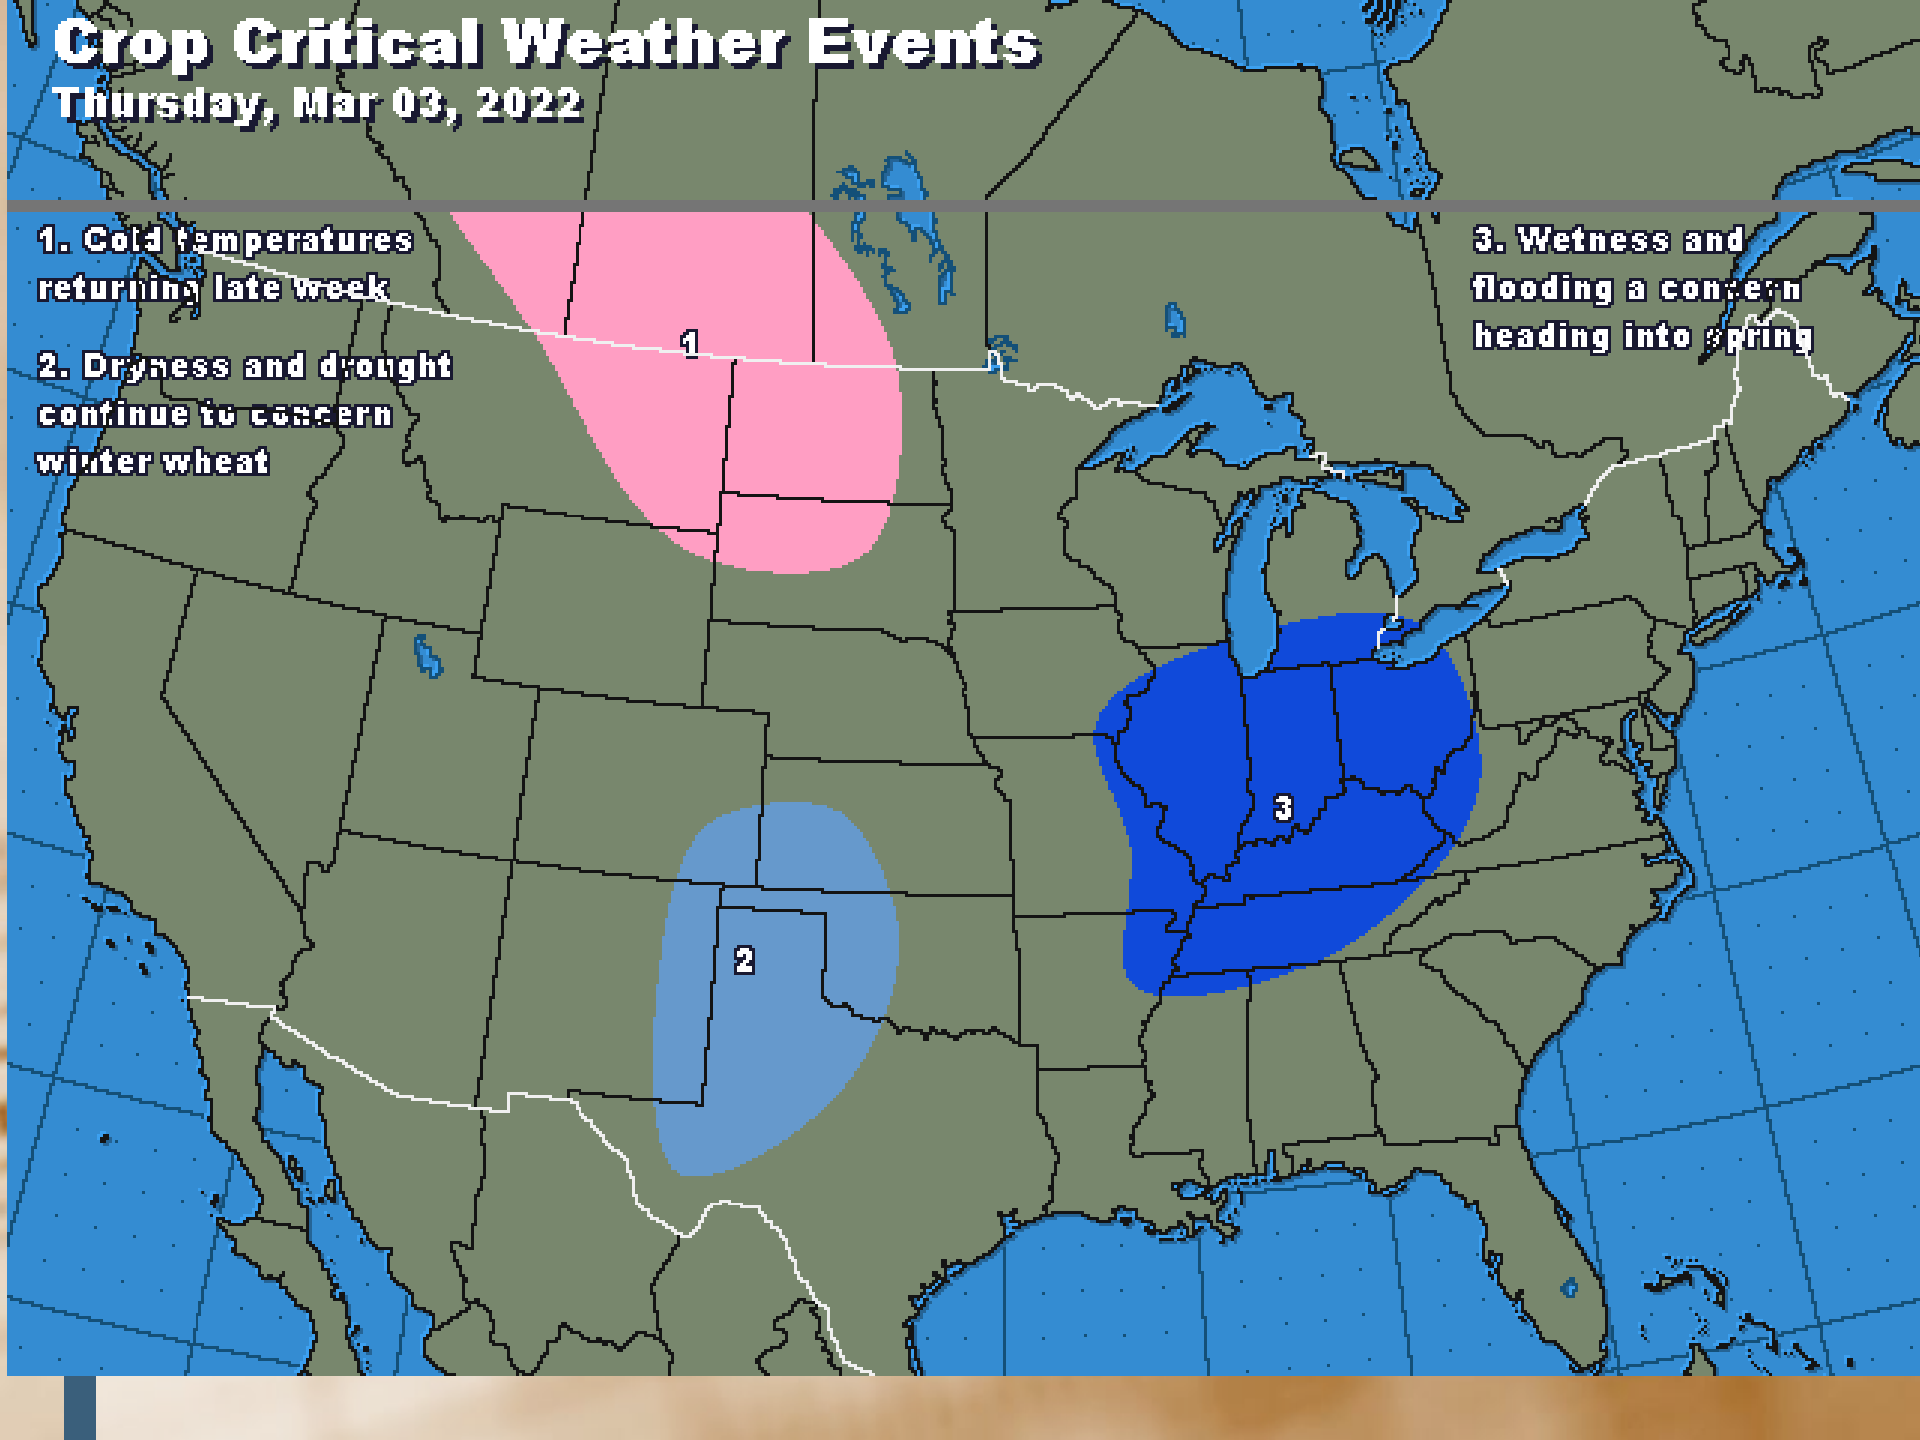 Crop Critical Weather Events
Thursday, Mar 03, 2022
1. Cold temperatures
returning late week
2. Dryness and drought
continue to concern
winter wheat
3. Wetness and
flooding a concern
heading into spring
1
2
3